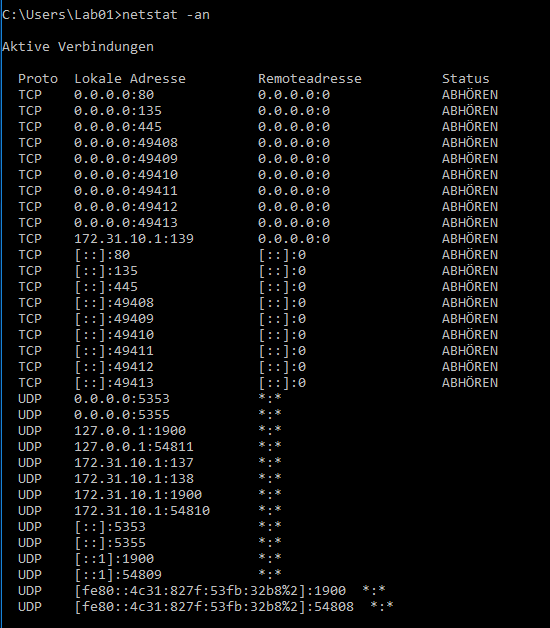 C:\Users\Lab01>netstat -an
Aktive Verbindungen
Proto  Lokale Adresse         Remoteadresse          Status
TCP    0.0.0.0:80             0.0.0.0:0              ABHÖREN
TCP    0.0.0.0:135            0.0.0.0:0              ABHÖREN
TCP    0.0.0.0:445            0.0.0.0:0              ABHÖREN
TCP    0.0.0.0:49408          0.0.0.0:0              ABHÖREN
TCP    0.0.0.0:49409          0.0.0.0:0              ABHÖREN
TCP    0.0.0.0:49410          0.0.0.0:0              ABHÖREN
TCP    0.0.0.0:49411          0.0.0.0:0              ABHÖREN
TCP    0.0.0.0:49412          0.0.0.0:0              ABHÖREN
TCP    0.0.0.0:49413          0.0.0.0:0              ABHÖREN
TCP    172.31.10.1:139        0.0.0.0:0              ABHÖREN
TCP    [::]:80                [::]:0                 ABHÖREN
TCP    [::]:135               [::]:0                 ABHÖREN
TCP    [::]:445               [::]:0                 ABHÖREN
TCP    [::]:49408             [::]:0                 ABHÖREN
TCP    [::]:49409             [::]:0                 ABHÖREN
TCP    [::]:49410             [::]:0                 ABHÖREN
TCP    [::]:49411             [::]:0                 ABHÖREN
TCP    [::]:49412             [::]:0                 ABHÖREN
TCP    [::]:49413             [::]:0                 ABHÖREN
UDP    0.0.0.0:5353           *:*
UDP    0.0.0.0:5355           *:*
UDP    127.0.0.1:1900         *:*
UDP    127.0.0.1:54811        *:*
UDP    172.31.10.1:137        *:*
UDP    172.31.10.1:138        *:*
UDP    172.31.10.1:1900       *:*
UDP    172.31.10.1:54810      *:*
UDP    [::]:5353              *:*
UDP    [::]:5355              *:*
UDP    [::1]:1900             *:*
UDP    [::1]:54809            *:*
UDP    [fe80::4c31:827f:53fb:32b8%2]:1900  *:*
UDP    [fe80::4c31:827f:53fb:32b8%2]:54808  *:*